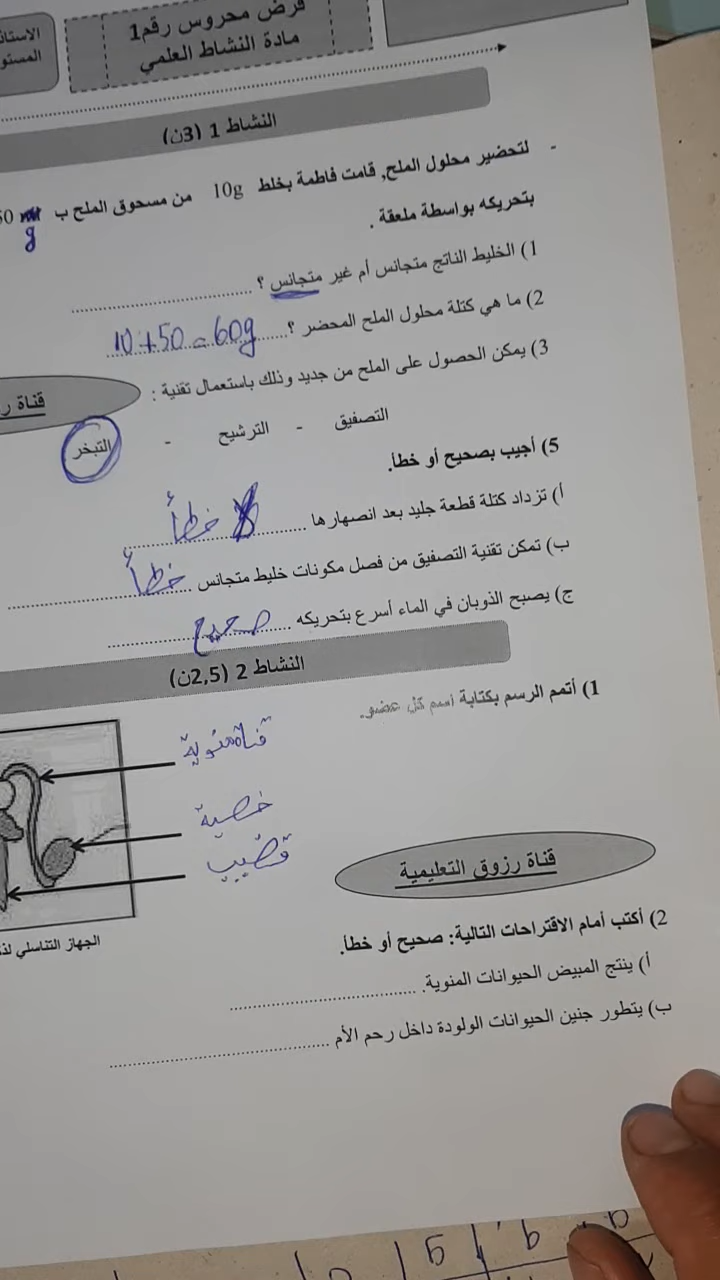 فرض محروس رقم1
مادة النشاط العلمي
الاستاذ
المستو
النشاط 1 (3ن)
- لتحضير محلول الملح, قامت فاطمة بخلط 10g من مسحوق الملح ب 50
g
بتحريكه بواسطة ملعقة .
1) الخليط الناتج متجانس أم غير متجانس ؟
2) ما هي كتلة محلول الملح المحضر ؟ 10+50=60g
3) يمكن الحصول على الملح من جديد وذلك باستعمال تقنية :
قناة ر
التصفيق - الترشيح - التبخر
5) أجيب بصحيح أو خطأ.
أ) تزداد كتلة قطعة جليد بعد انصهارها خطأ
ب) تمكن تقنية التصفيق من فصل مكونات خليط متجانس خطأ
ج) يصبح الذوبان في الماء أسرع بتحريكه صحيح
النشاط 2 (2,5ن)
1) أتمم الرسم بكتابة اسم كل عضو.
قناة منوية
خصية
قضيب
قناة رزوق التعليمية
الجهاز التناسلي لذ
2) أكتب أمام الاقتراحات التالية: صحيح أو خطأ.
أ) ينتج المبيض الحيوانات المنوية.
ب) يتطور جنين الحيوانات الولودة داخل رحم الأم